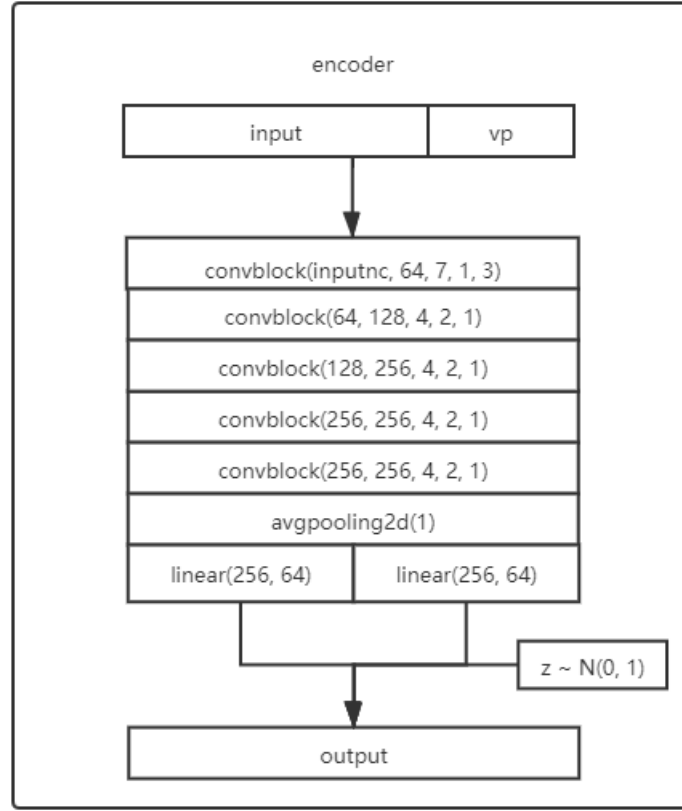 encoder
input vp
convblock(inputnc, 64, 7, 1, 3)
convblock(64, 128, 4, 2, 1)
convblock(128, 256, 4, 2, 1)
convblock(256, 256, 4, 2, 1)
convblock(256, 256, 4, 2, 1)
avgpooling2d(1)
linear(256, 64) linear(256, 64)
z ~ N(0, 1)
output